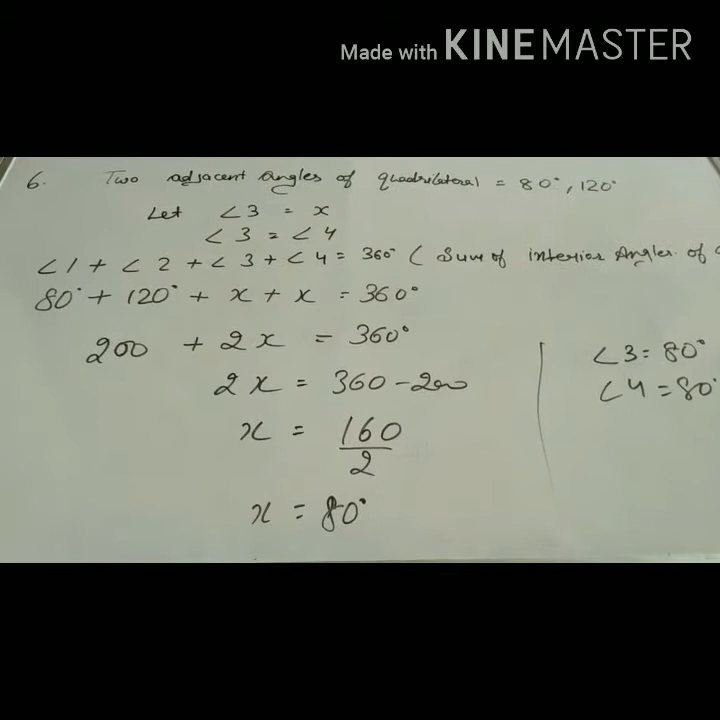 Made with KINEMASTER
6. Two adjacent Angles of quadrilateral = 80°, 120°
Let ∠3 = x
∠3 = ∠4
∠1 + ∠2 + ∠3 + ∠4 = 360° ( Sum of interior Angles of
80° + 120° + x + x = 360°
200 + 2x = 360°
2x = 360 - 200
x = 160
2
x = 80°
∠3 = 80°
∠4 = 80°